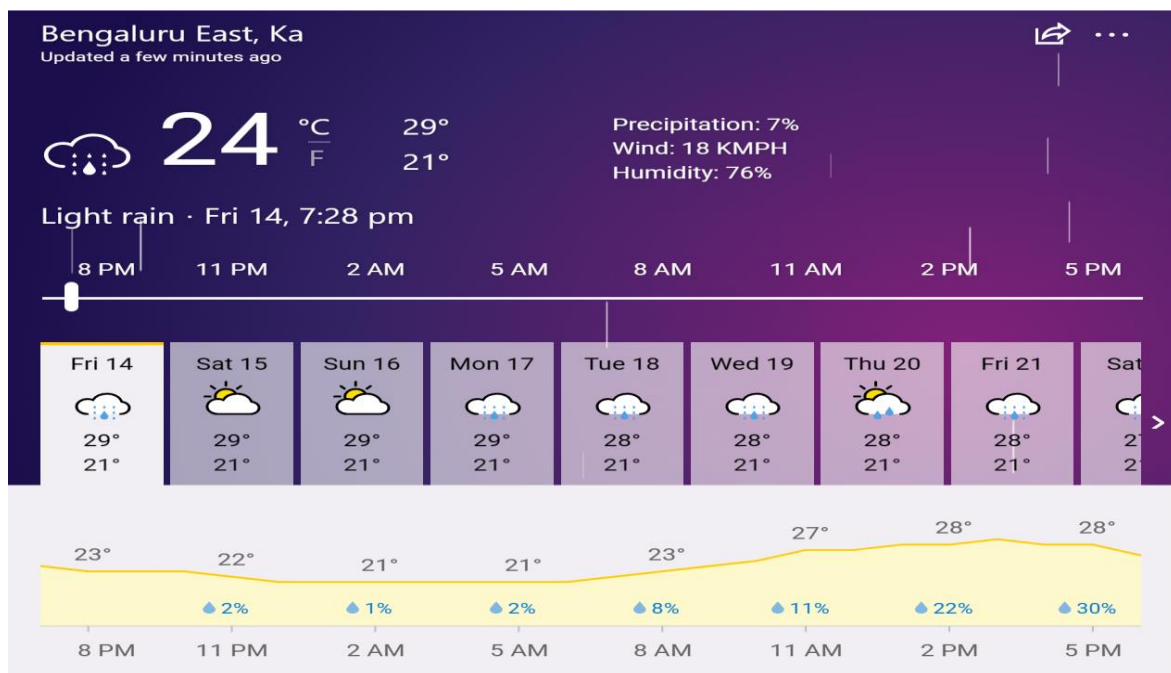 Bengaluru East, Ka
Updated a few minutes ago
24 °C F 29° 21°
Precipitation: 7%
Wind: 18 KMPH
Humidity: 76%
Light rain · Fri 14, 7:28 pm
8 PM 11 PM 2 AM 5 AM 8 AM 11 AM 2 PM 5 PM
Fri 14 Sat 15 Sun 16 Mon 17 Tue 18 Wed 19 Thu 20 Fri 21 Sat
29° 29° 29° 29° 28° 28° 28° 28° 2
21° 21° 21° 21° 21° 21° 21° 21° 2
23° 22° 21° 21° 23° 27° 28° 28°
2% 1% 2% 8% 11% 22% 30%
8 PM 11 PM 2 AM 5 AM 8 AM 11 AM 2 PM 5 PM